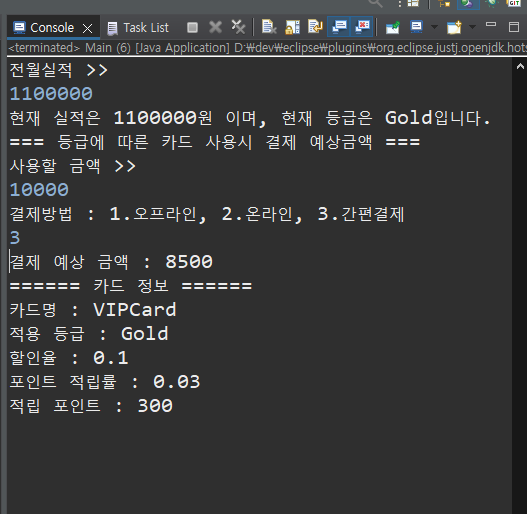 Console Task List
<terminated> Main (6) [Java Application] D:₩dev₩eclipse₩plugins₩org.eclipse.justj.openjdk.hots
전월실적 >>
1100000
현재 실적은 1100000원 이며, 현재 등급은 Gold입니다.
=== 등급에 따른 카드 사용시 결제 예상금액 ===
사용할 금액 >>
10000
결제방법 : 1.오프라인, 2.온라인, 3.간편결제
3
결제 예상 금액 : 8500
====== 카드 정보 ======
카드명 : VIPCard
적용 등급 : Gold
할인율 : 0.1
포인트 적립률 : 0.03
적립 포인트 : 300